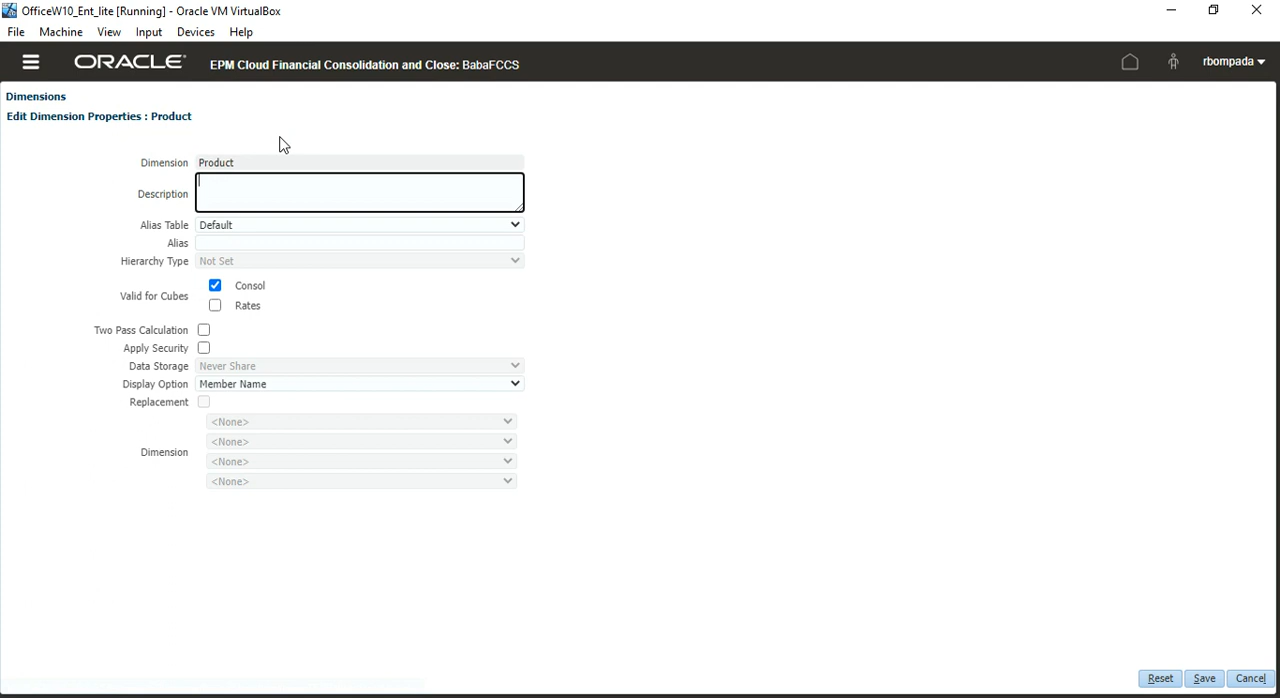 OfficeW10_Ent_lite [Running] - Oracle VM VirtualBox
File Machine View Input Devices Help
ORACLE® EPM Cloud Financial Consolidation and Close: BabaFCCS rbompada
Dimensions
Edit Dimension Properties : Product
Dimension Product
Description
Alias Table Default
Alias
Hierarchy Type Not Set
Valid for Cubes
Consol
Rates
Two Pass Calculation
Apply Security
Data Storage Never Share
Display Option Member Name
Replacement
Dimension
<None>
<None>
<None>
<None>
Reset Save Cancel